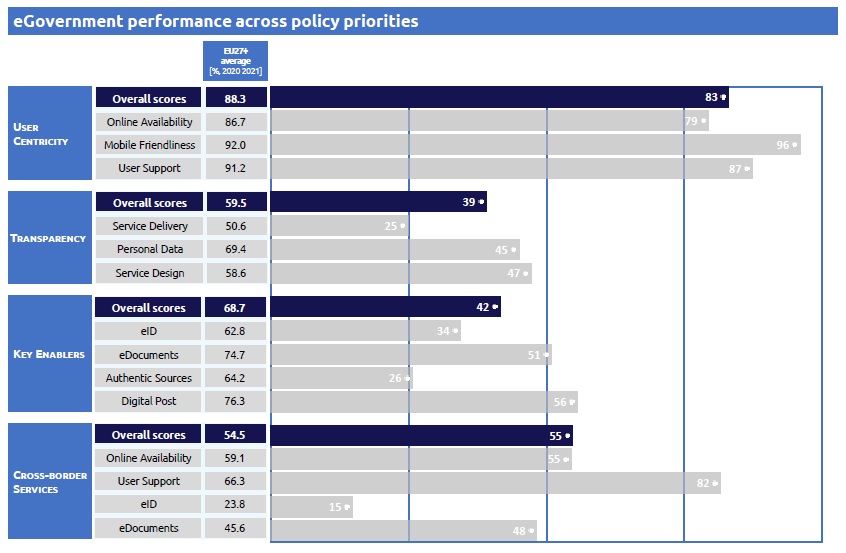 eGovernment performance across policy priorities
EU27+
average
[%, 2020 2021]
USER
CENTRICITY
Overall scores 88.3 83
Online Availability 86.7 79
Mobile Friendliness 92.0 96
User Support 91.2 87
TRANSPARENCY
Overall scores 59.5 39
Service Delivery 50.6 25
Personal Data 69.4 45
Service Design 58.6 47
KEY ENABLERS
Overall scores 68.7 42
eID 62.8 34
eDocuments 74.7 51
Authentic Sources 64.2 26
Digital Post 76.3 56
CROSS-BORDER
SERVICES
Overall scores 54.5 55
Online Availability 59.1 55
User Support 66.3 82
eID 23.8 15
eDocuments 45.6 48